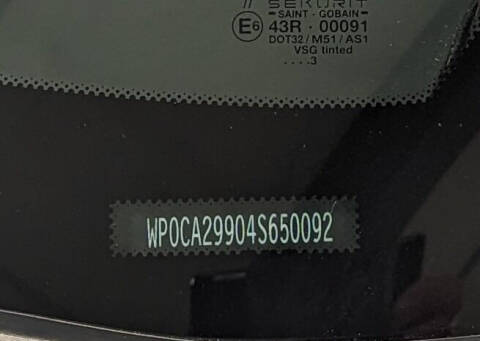 SEKURIT
SAINT - GOBAIN
E6 43R - 00091
DOT32 / M51 / AS1
VSG tinted
....3
WP0CA29904S650092